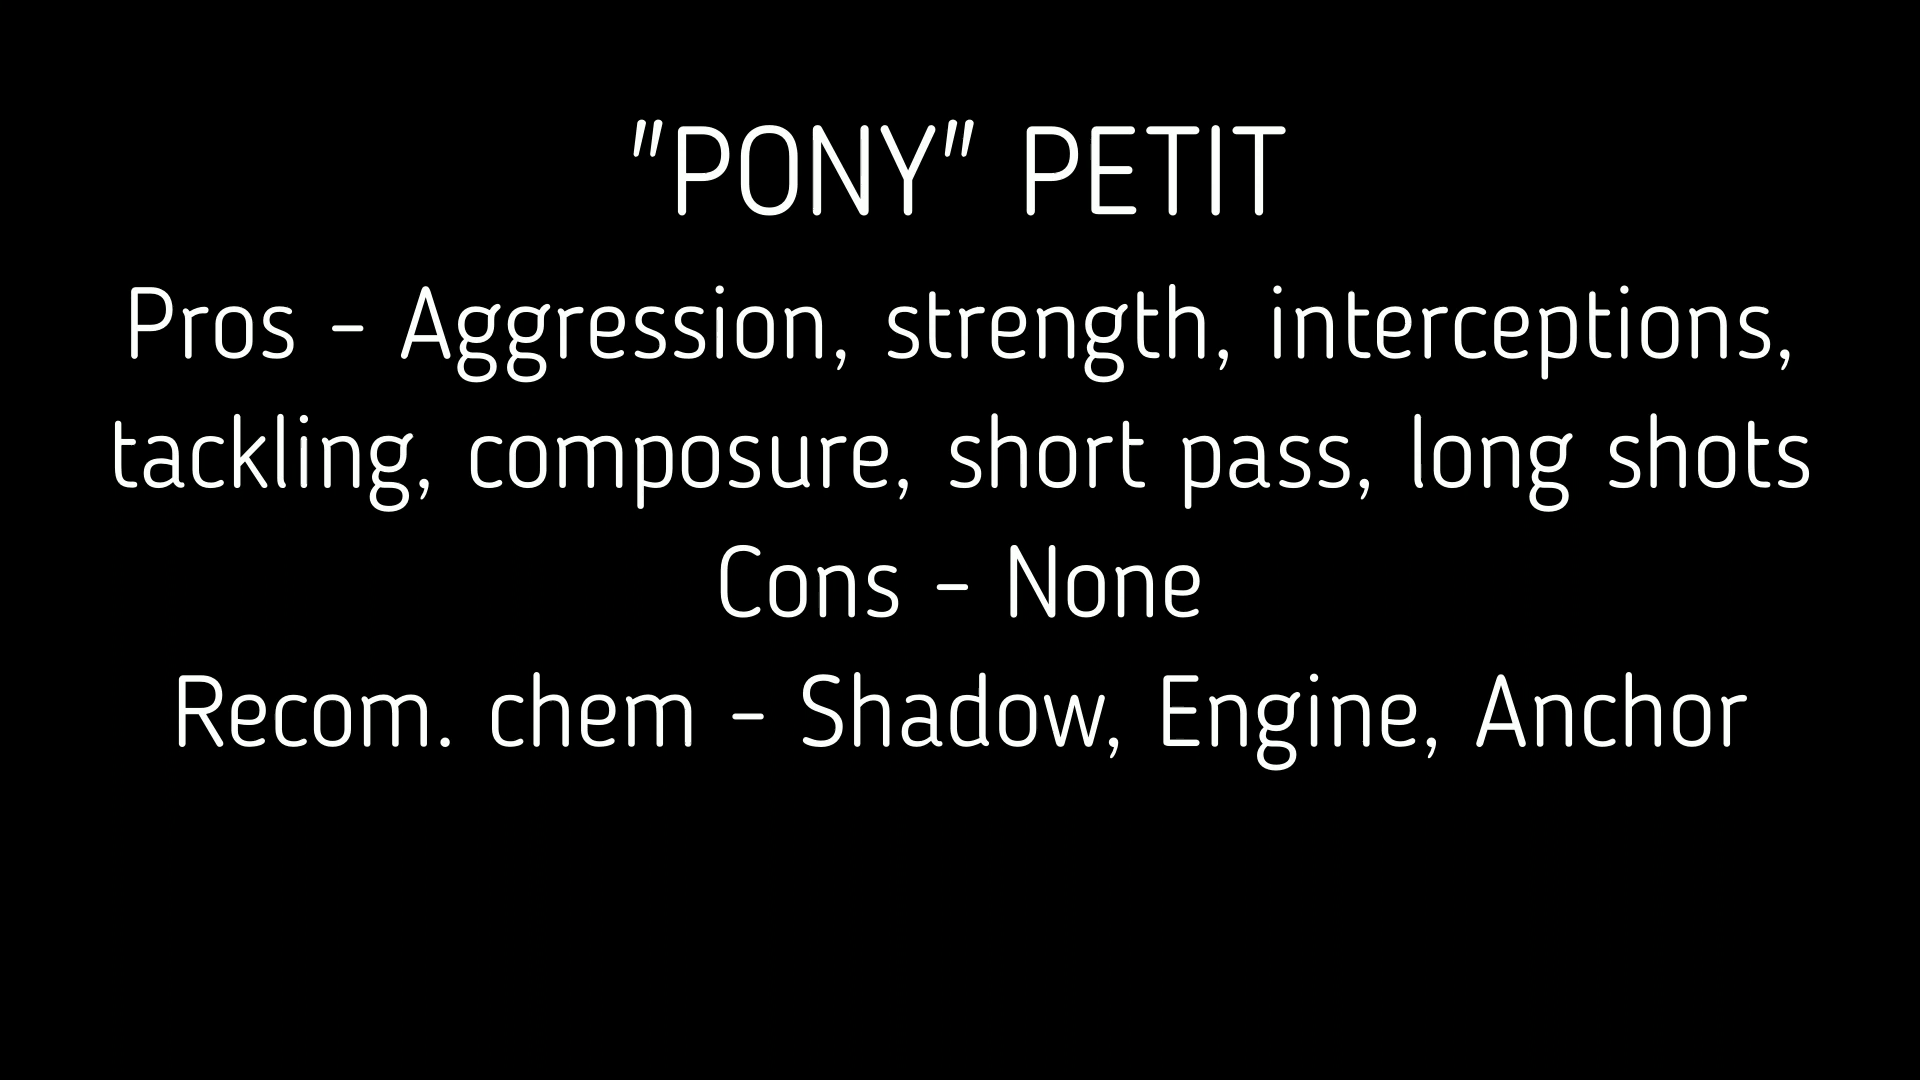 "PONY" PETIT
Pros - Aggression, strength, interceptions,
tackling, composure, short pass, long shots
Cons - None
Recom. chem - Shadow, Engine, Anchor